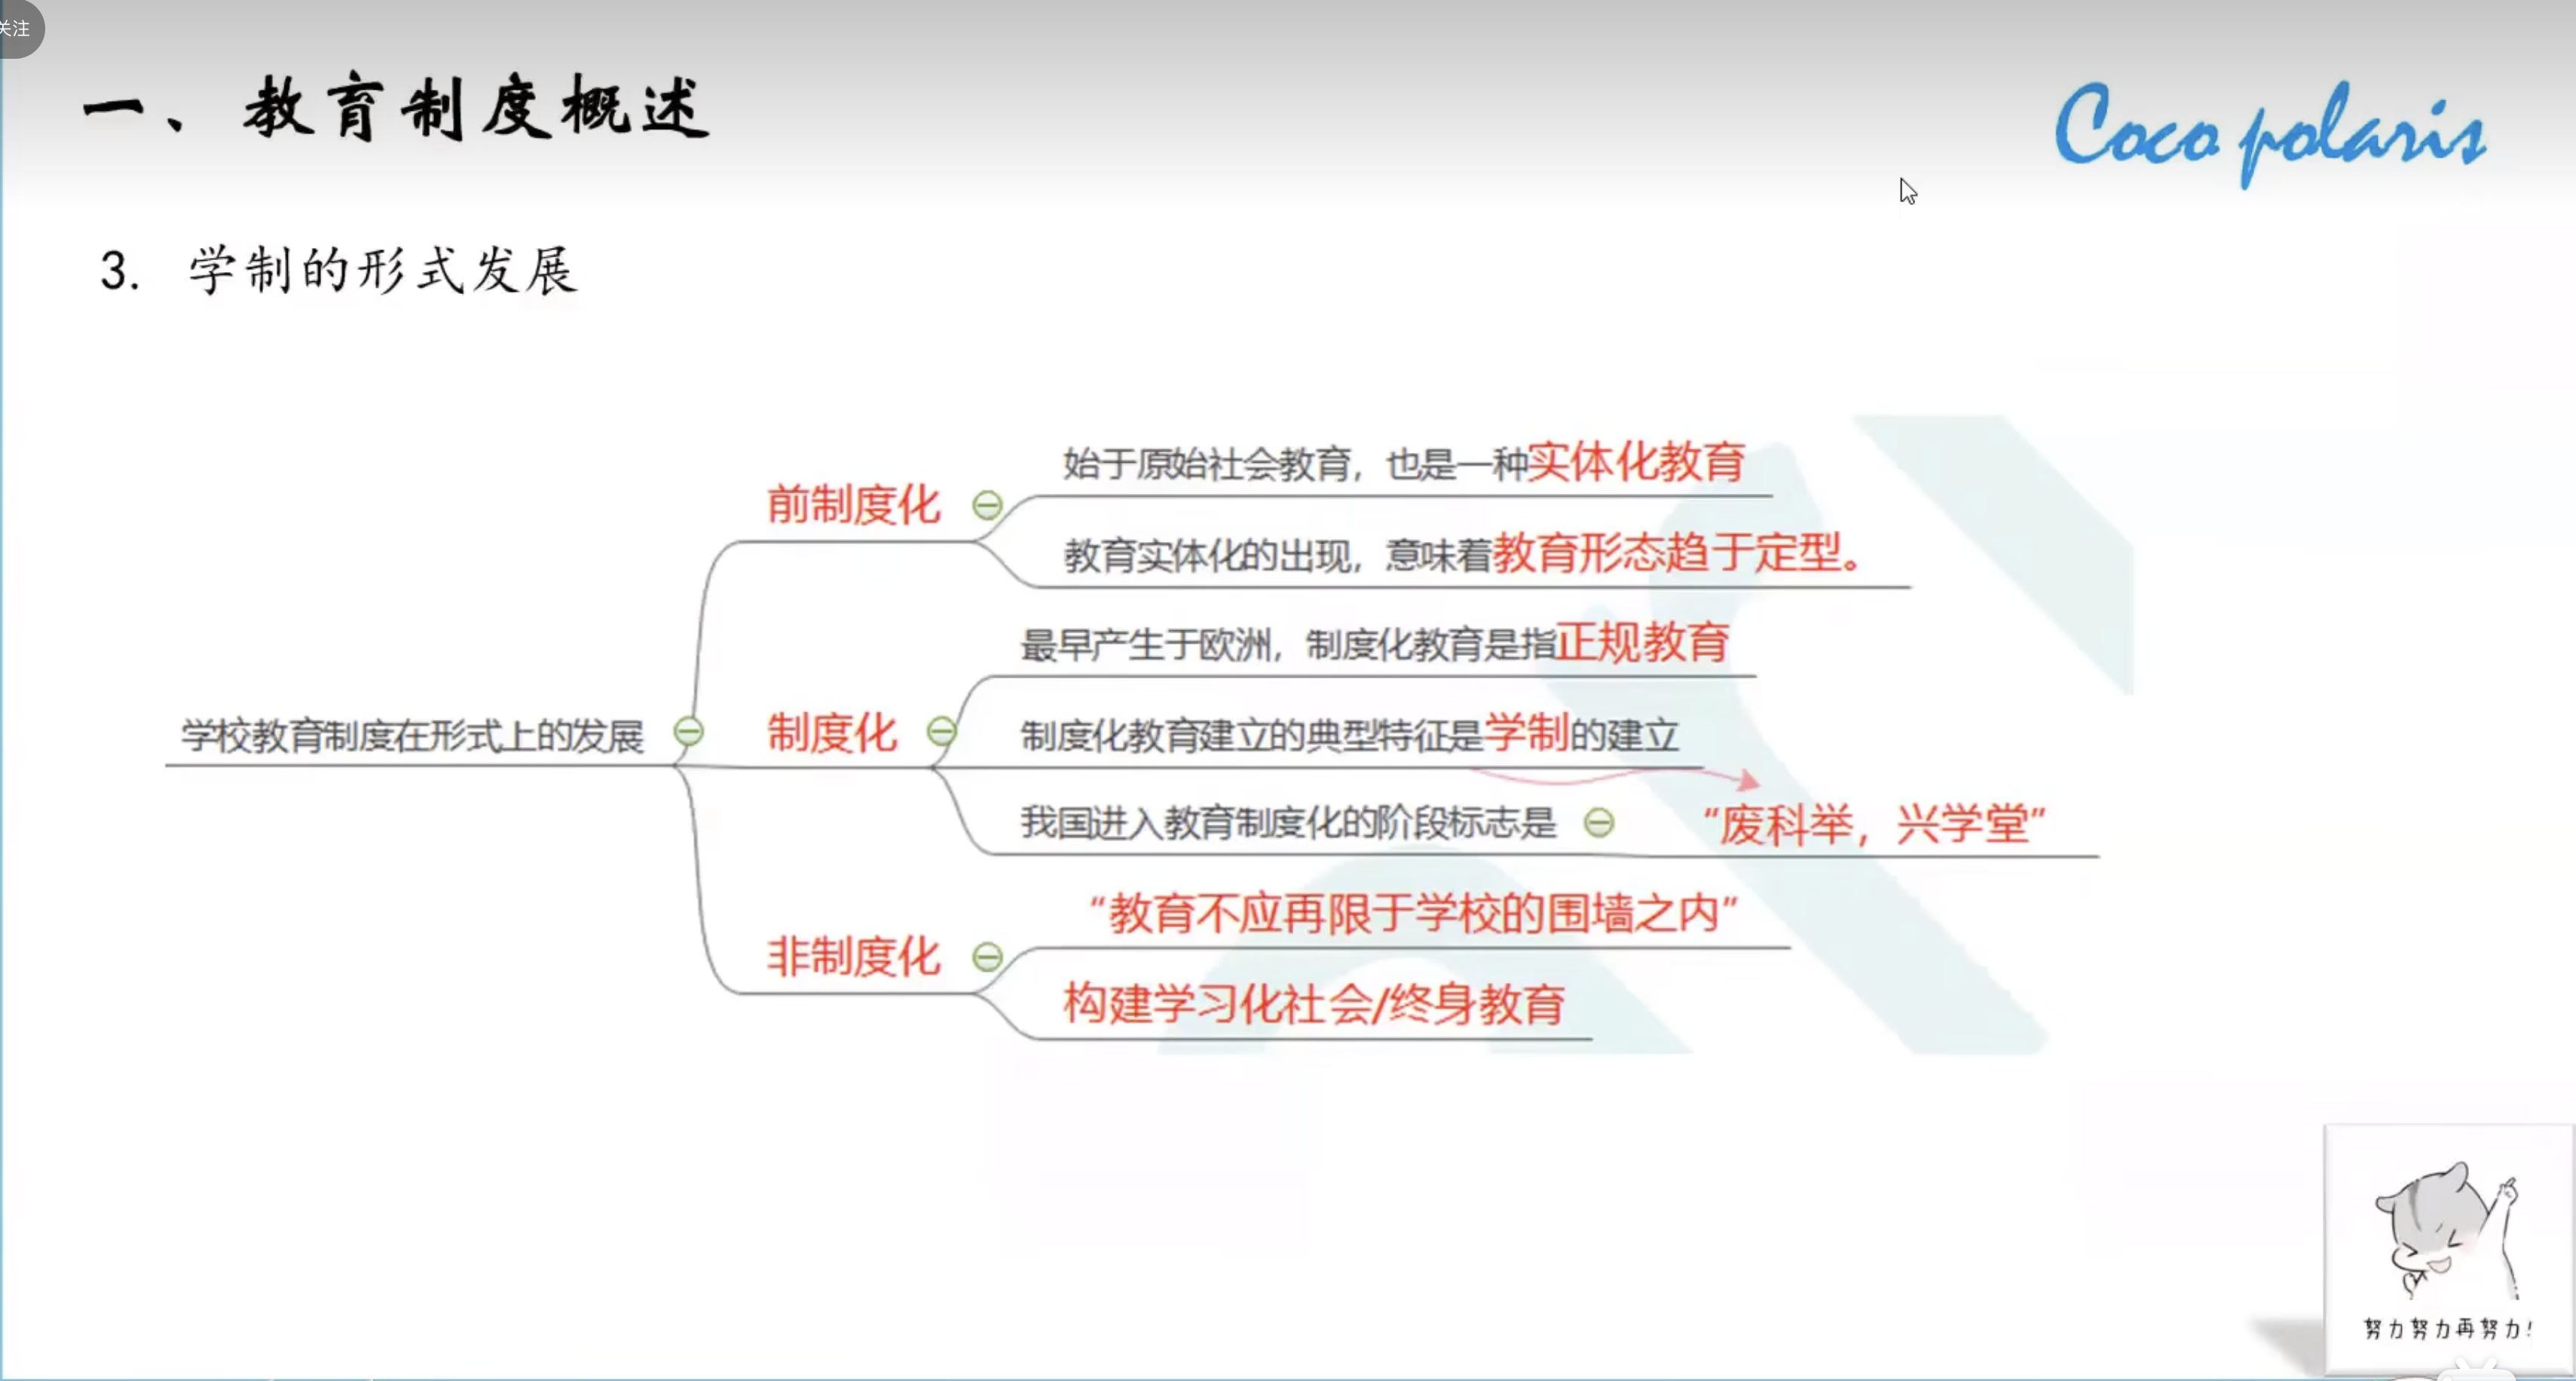 关注
一、教育制度概述
Coco polaris
3. 学制的形式发展
学校教育制度在形式上的发展
前制度化
始于原始社会教育，也是一种实体化教育
教育实体化的出现，意味着教育形态趋于定型。
制度化
最早产生于欧洲，制度化教育是指正规教育
制度化教育建立的典型特征是学制的建立
我国进入教育制度化的阶段标志是
“废科举，兴学堂”
非制度化
“教育不应再限于学校的围墙之内”
构建学习化社会/终身教育
努力努力再努力!